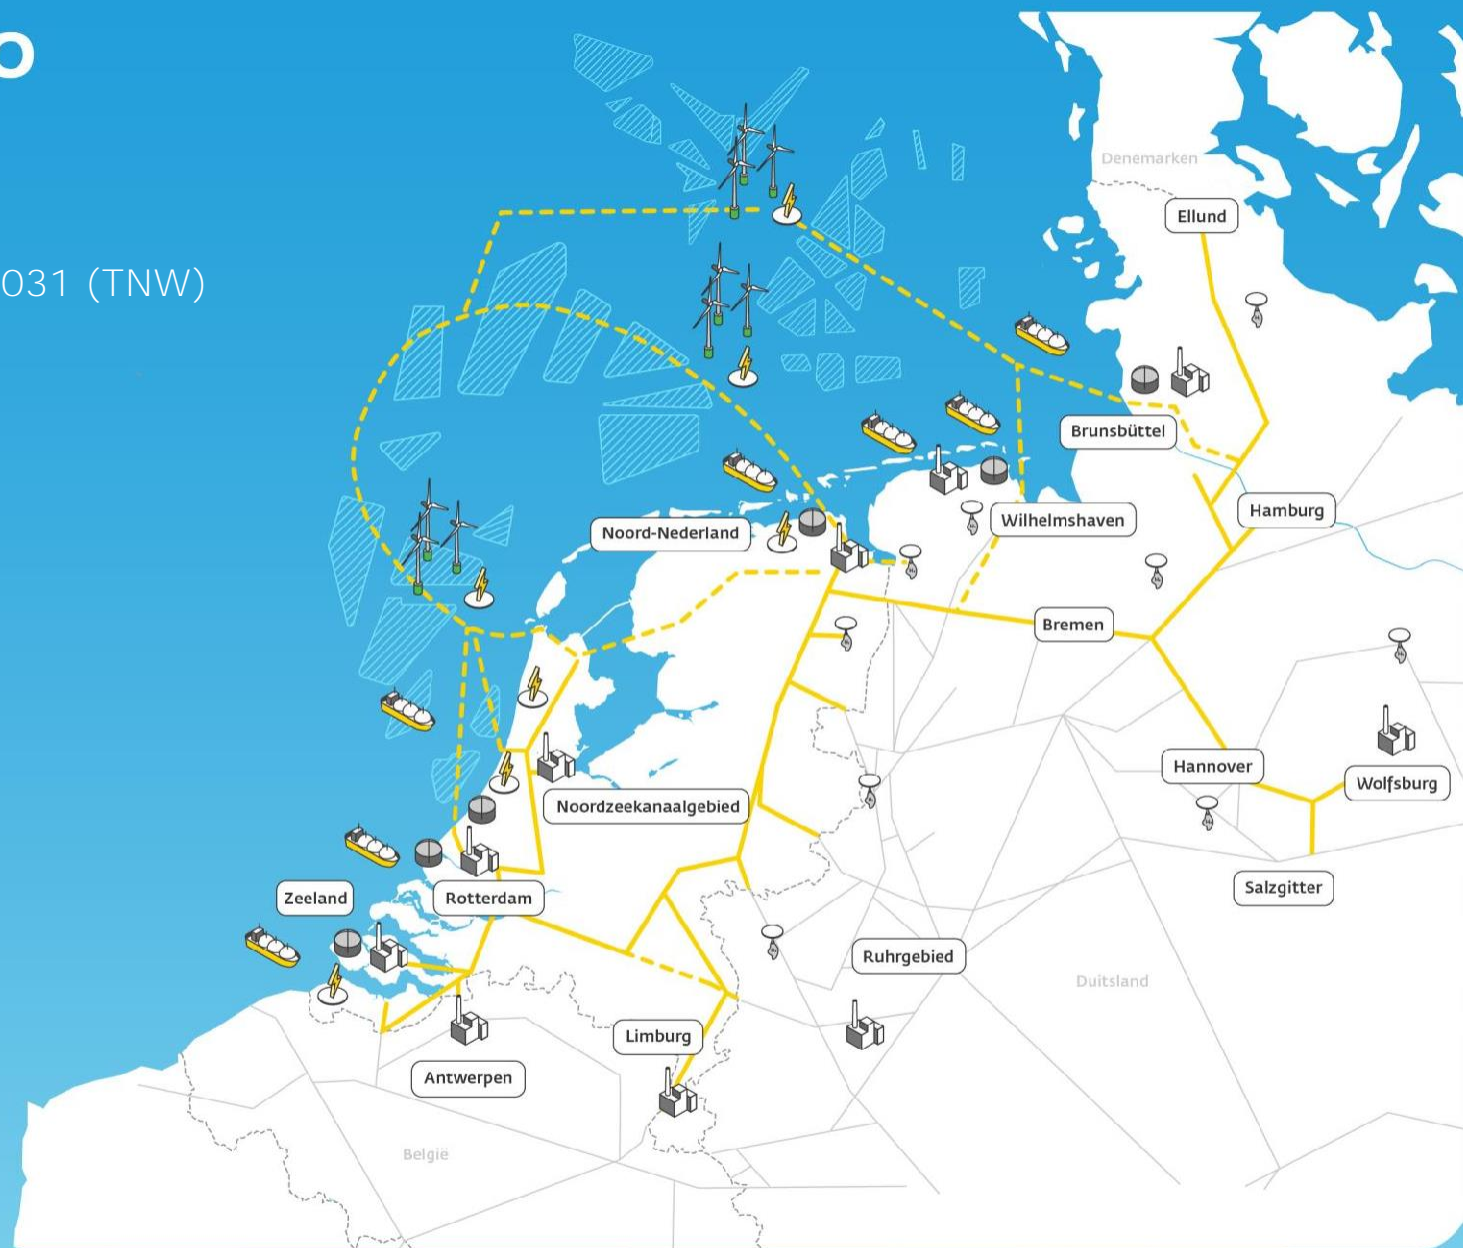 o
Denemarken
Ellund
031 (TNW)
Brunsbüttel
Hamburg
Wilhelmshaven
Noord-Nederland
Bremen
Hannover
Wolfsburg
Noordzeekanaalgebied
Salzgitter
Zeeland
Rotterdam
Ruhrgebied
Duitsland
Limburg
Antwerpen
Belgie